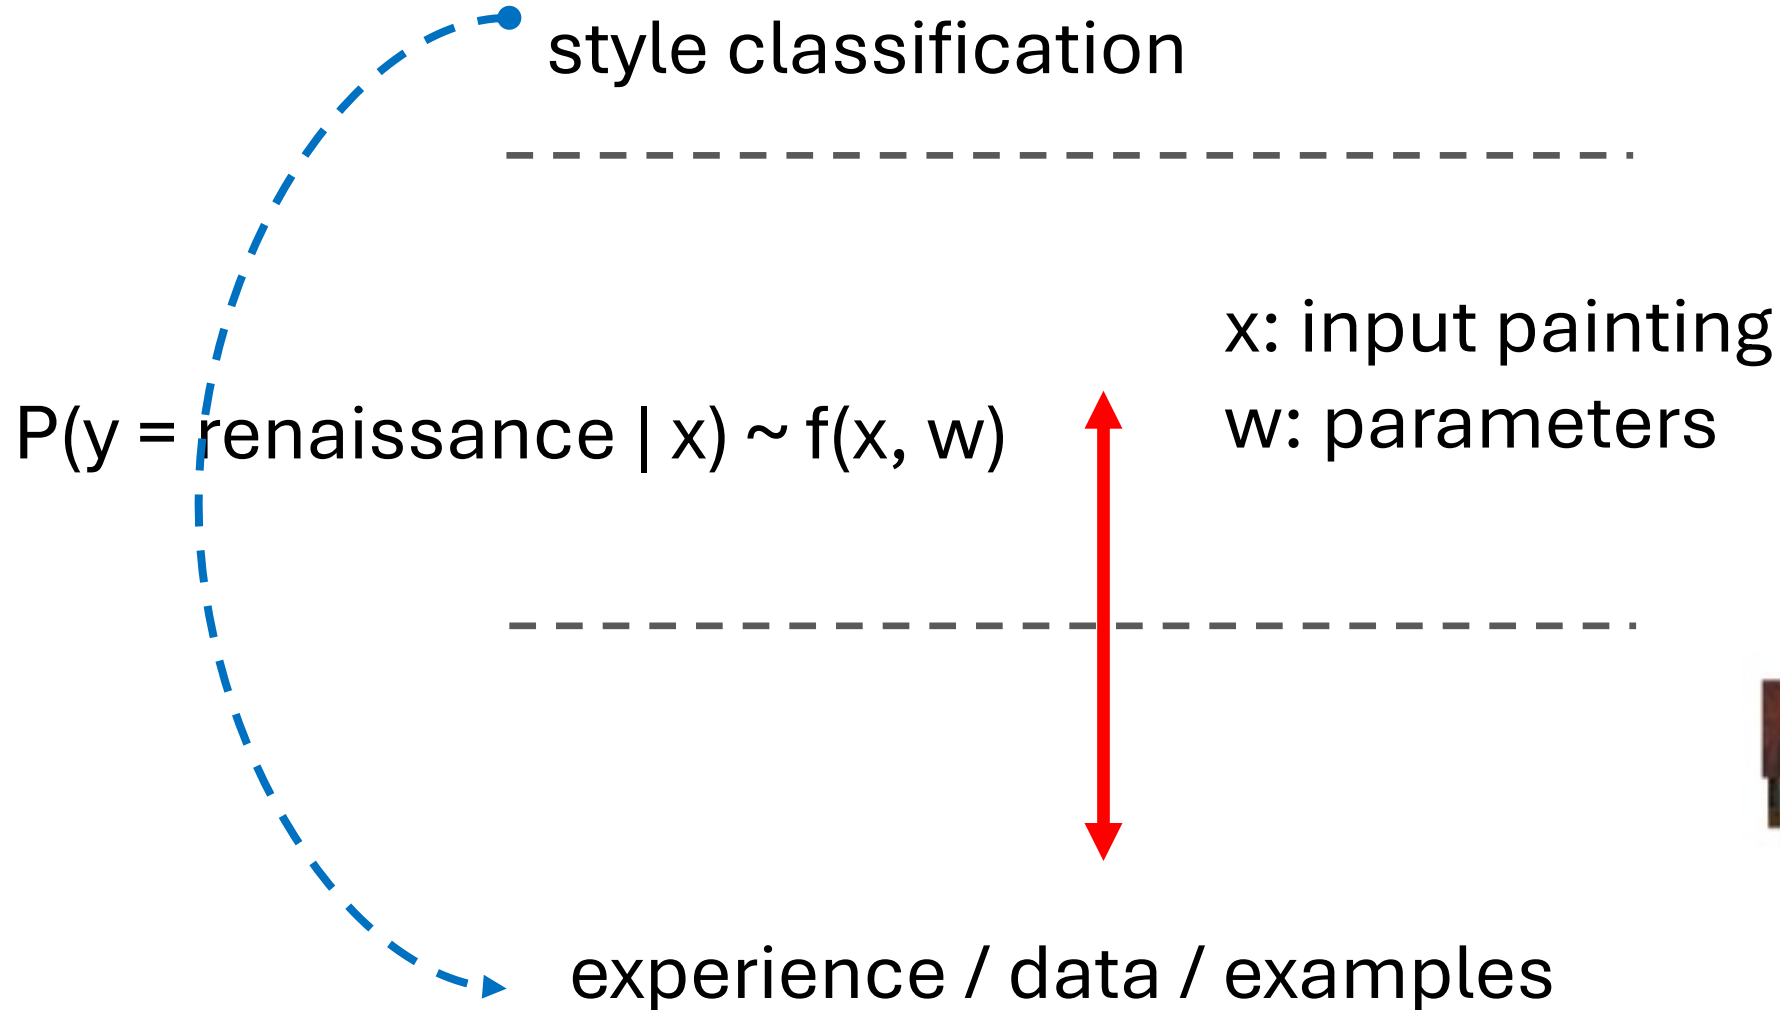 style classification
x: input painting
P(y = renaissance | x) ~ f(x, w)
w: parameters
experience / data / examples